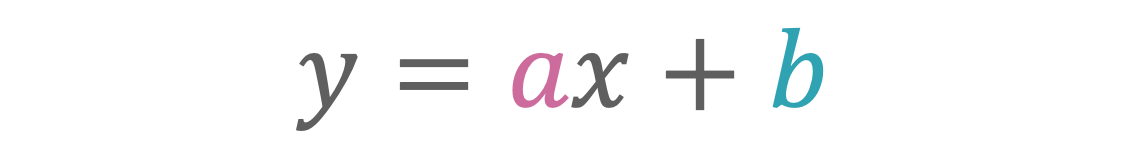 y = ax + b